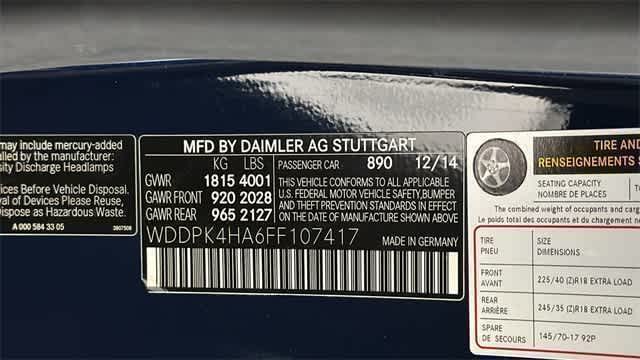 may include mercury-added
alled by the manufacturer:
sity Discharge Headlamps
vices Before Vehicle Disposal.
val of Devices Please Reuse,
ispose as Hazardous Waste.
A 000 584 33 05
3907508
MFD BY DAIMLER AG STUTTGART
KG LBS
PASSENGER CAR 890 12/14
GVWR 1815 4001
GAWR FRONT 920 2028
GAWR REAR 965 2127
THIS VEHICLE CONFORMS TO ALL APPLICABLE
U.S. FEDERAL MOTOR VEHICLE SAFETY,BUMPER
AND THEFT PREVENTION STANDARDS IN EFFECT
ON THE DATE OF MANUFACTURE SHOWN ABOVE.
WDDPK4HA6FF107417
MADE IN GERMANY
TIRE AND
RENSEIGNEMENTS S
SEATING CAPACITY
NOMBRE DE PLACES
The combined weight of occupants and cargo
Le poids total des occupants et du chargement
TIRE
PNEU
SIZE
DIMENSIONS
FRONT
AVANT
225/40 (Z)R18 EXTRA LOAD
REAR
ARRIÈRE
245/35 (Z)R18 EXTRA LOAD
SPARE
DE SECOURS
145/70-17 92P